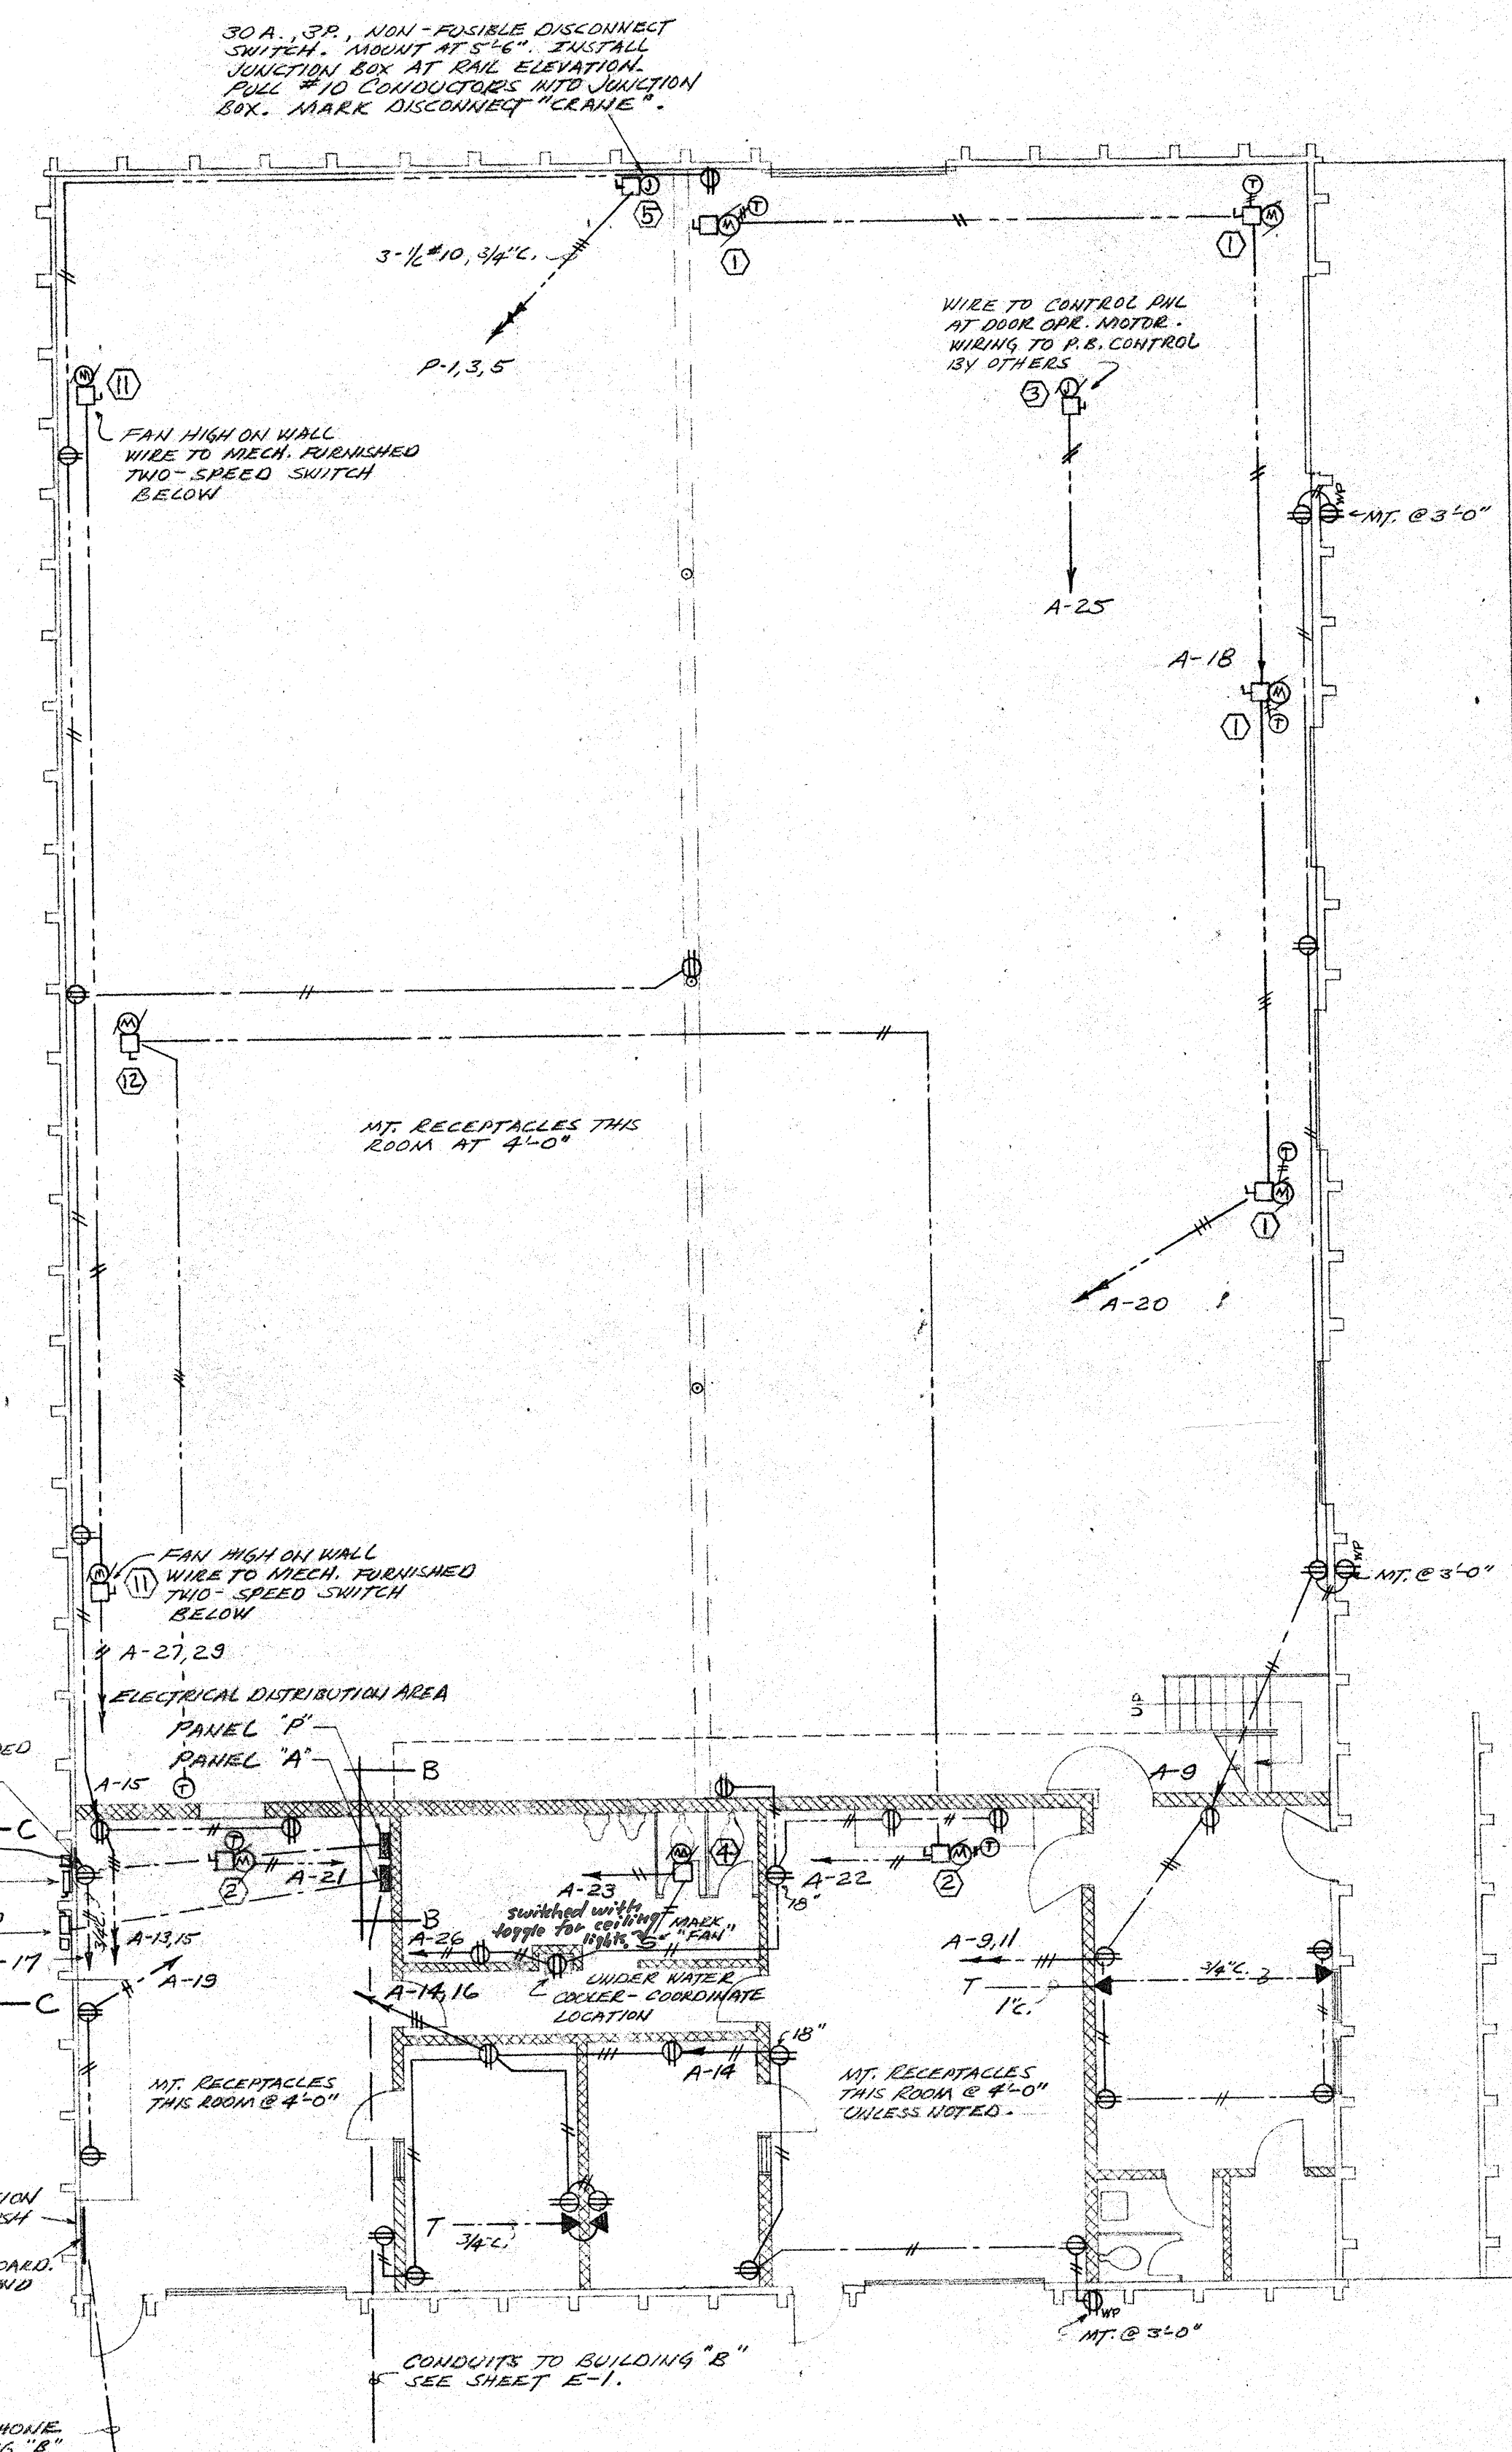 30 A., 3P., NON-FUSIBLE DISCONNECT
SWITCH. MOUNT AT 5'-6". INSTALL
JUNCTION BOX AT RAIL ELEVATION.
PULL #10 CONDUCTORS INTO JUNCTION
BOX. MARK DISCONNECT "CRANE".
J
5
M
T
1
T
M
1
3-1/C #10, 3/4"C.
P-1,3,5
WIRE TO CONTROL PNL
AT DOOR OPR. MOTOR.
WIRING TO P.B. CONTROL
BY OTHERS
3
J
A-25
M
11
FAN HIGH ON WALL
WIRE TO MECH. FURNISHED
TWO-SPEED SWITCH
BELOW
WP
MT. @ 3'-0"
A-18
M
1
T
M
12
MT. RECEPTACLES THIS
ROOM AT 4'-0"
T
M
1
A-20
M
11
FAN HIGH ON WALL
WIRE TO MECH. FURNISHED
TWO-SPEED SWITCH
BELOW
WP
MT. @ 3'-0"
A-27,29
ELECTRICAL DISTRIBUTION AREA
PANEL "P"
PANEL "A"
UP
B
A-15
T
A-9
C
T
M
2
A-21
M
4
A-23
switched with
toggle for ceiling
lights.
S
MARK
"FAN"
18"
A-22
M
T
2
B
A-26
3/4"C.
A-13,15
-17
A-19
C
A-14,16
UNDER WATER
COOLER-COORDINATE
LOCATION
A-9,11
T
1"C.
3/4"C.
3
18"
A-14
MT. RECEPTACLES
THIS ROOM @ 4'-0"
MT. RECEPTACLES
THIS ROOM @ 4'-0"
UNLESS NOTED.
T
3/4"C.
WP
MT. @ 3'-0"
CONDUITS TO BUILDING "B"
SEE SHEET E-1.